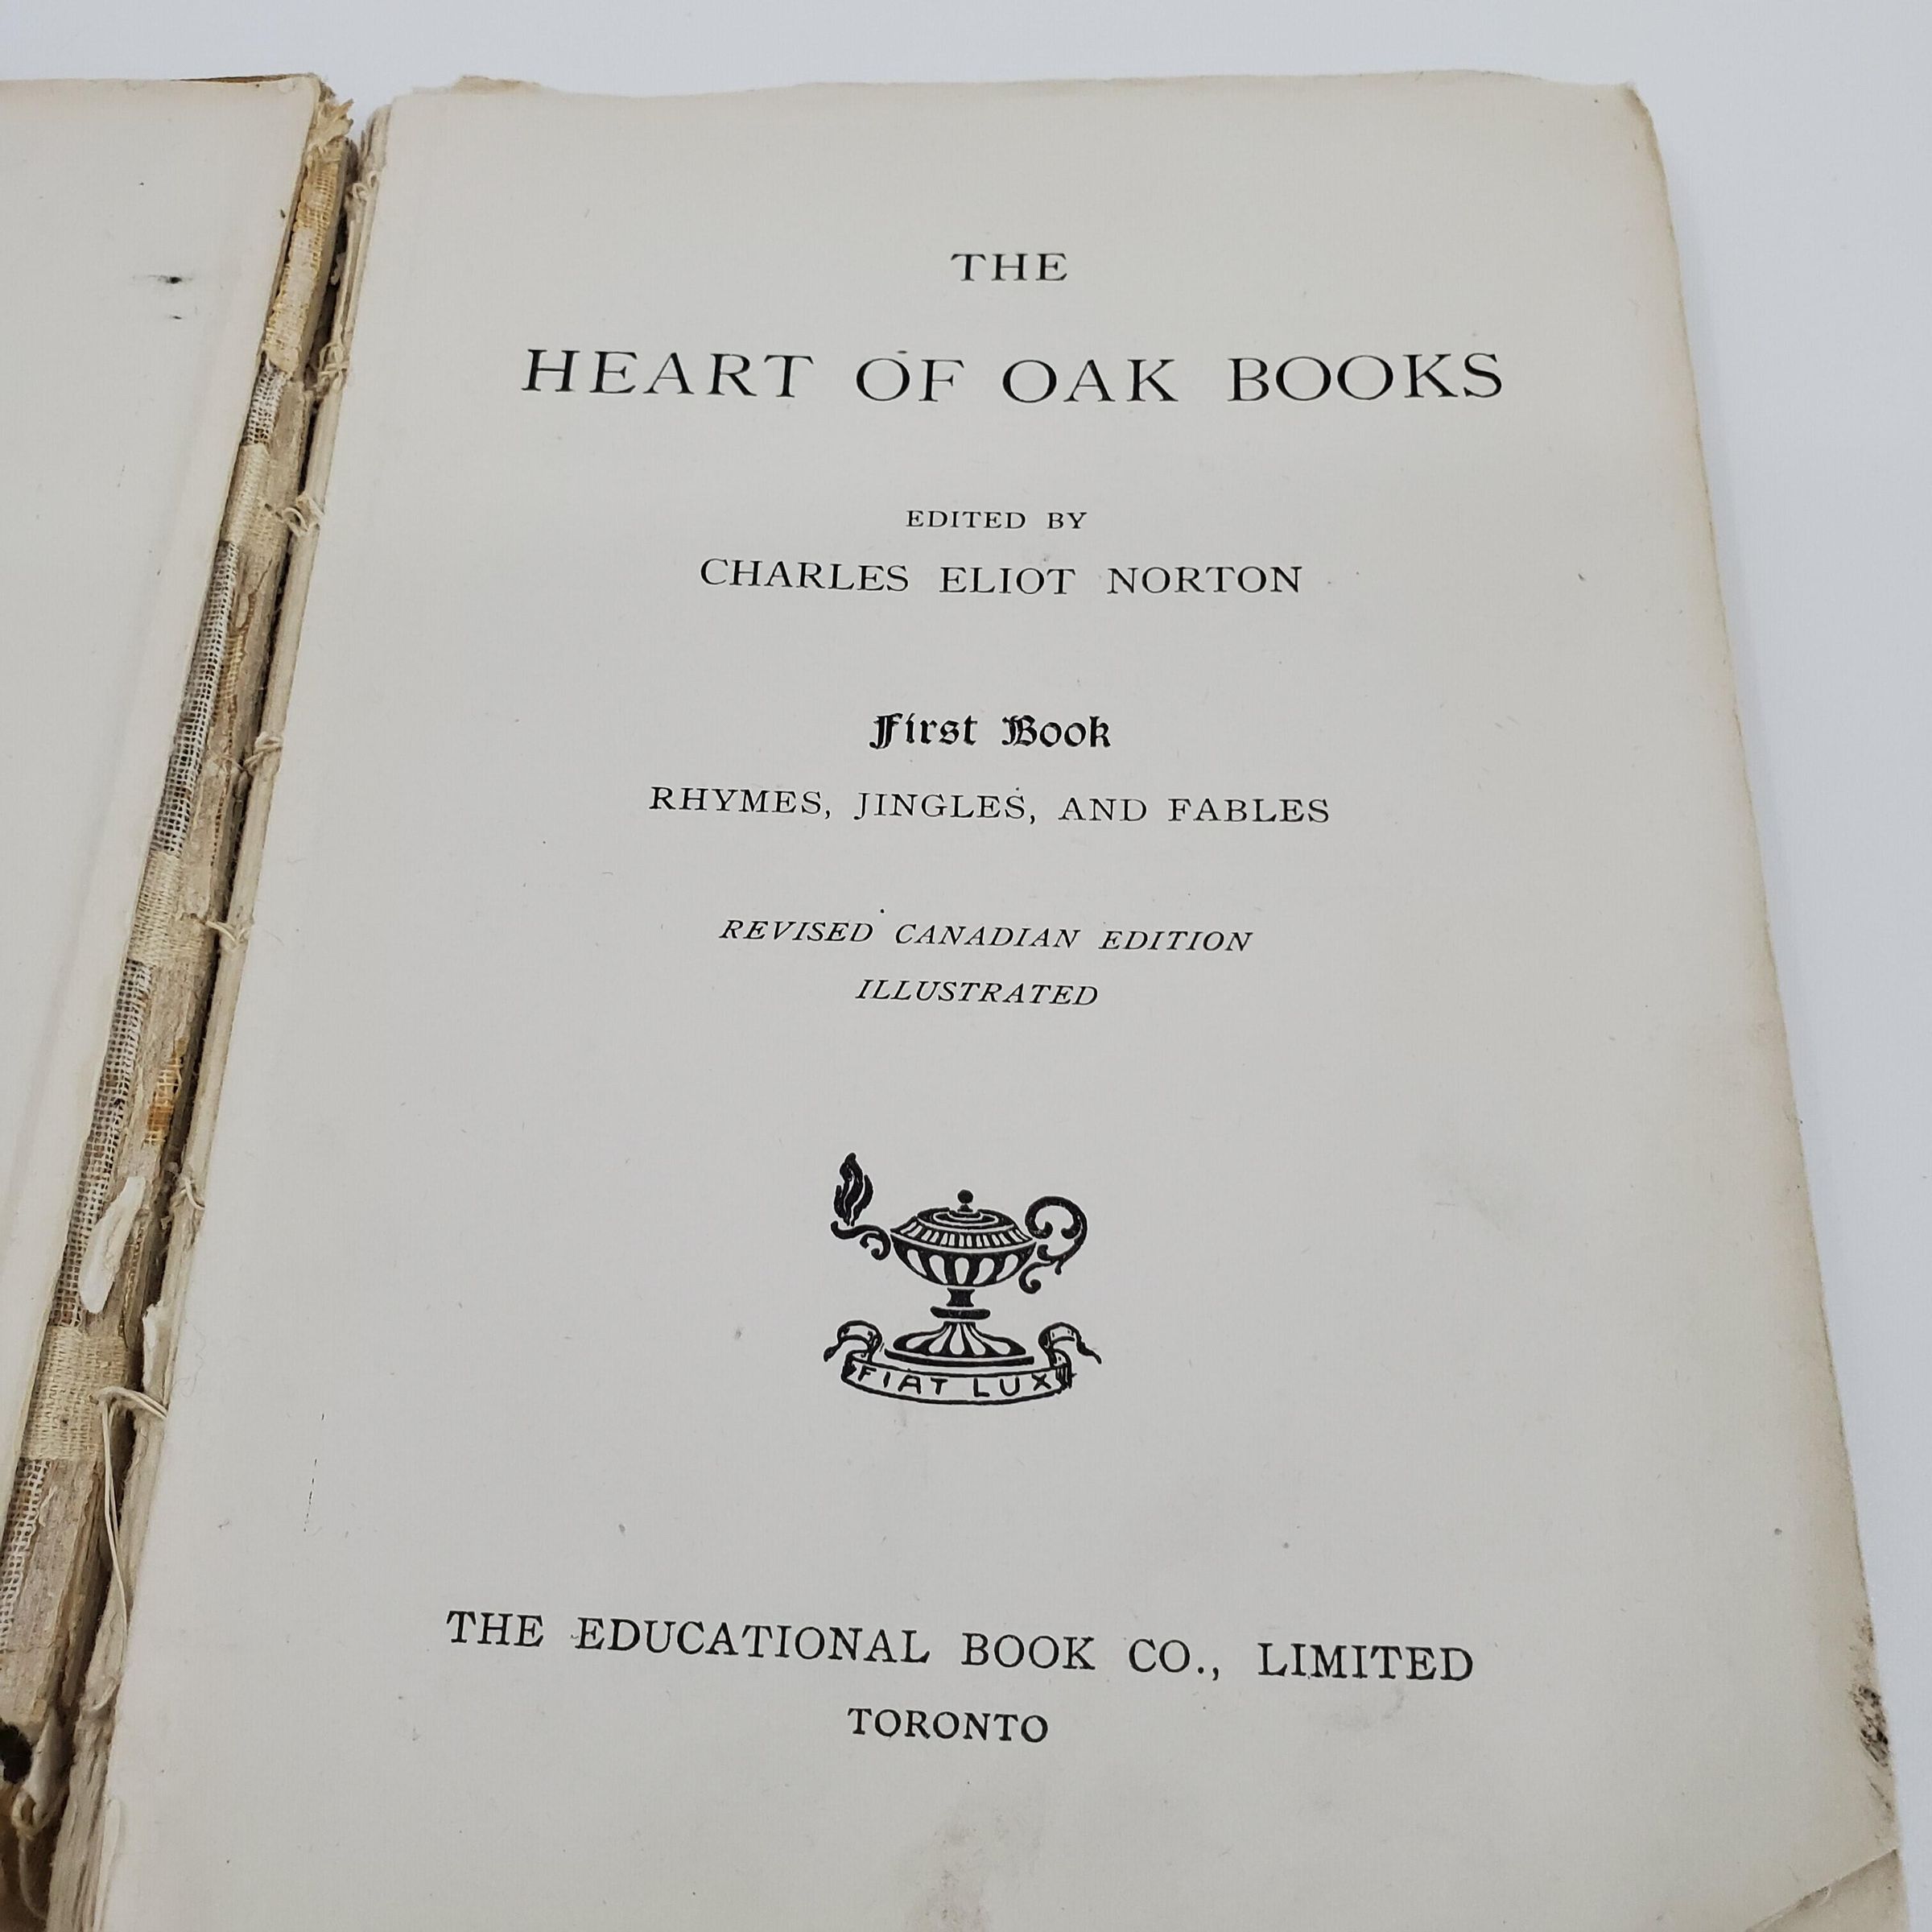 THE
HEART OF OAK BOOKS
EDITED BY
CHARLES ELIOT NORTON
First Book
RHYMES, JINGLES, AND FABLES
REVISED CANADIAN EDITION
ILLUSTRATED
FIAT LUX
THE EDUCATIONAL BOOK CO., LIMITED
TORONTO